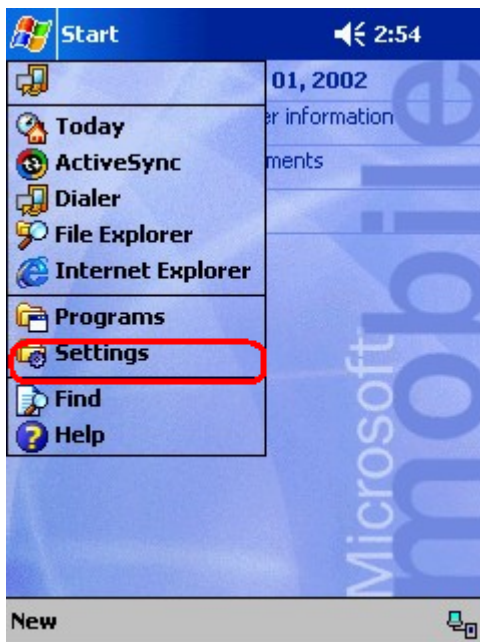 Start 2:54
01, 2002
Today
er information
ActiveSync
ments
Dialer
File Explorer
Internet Explorer
Programs
Settings
Find
Help
Microsoft
mobile
New